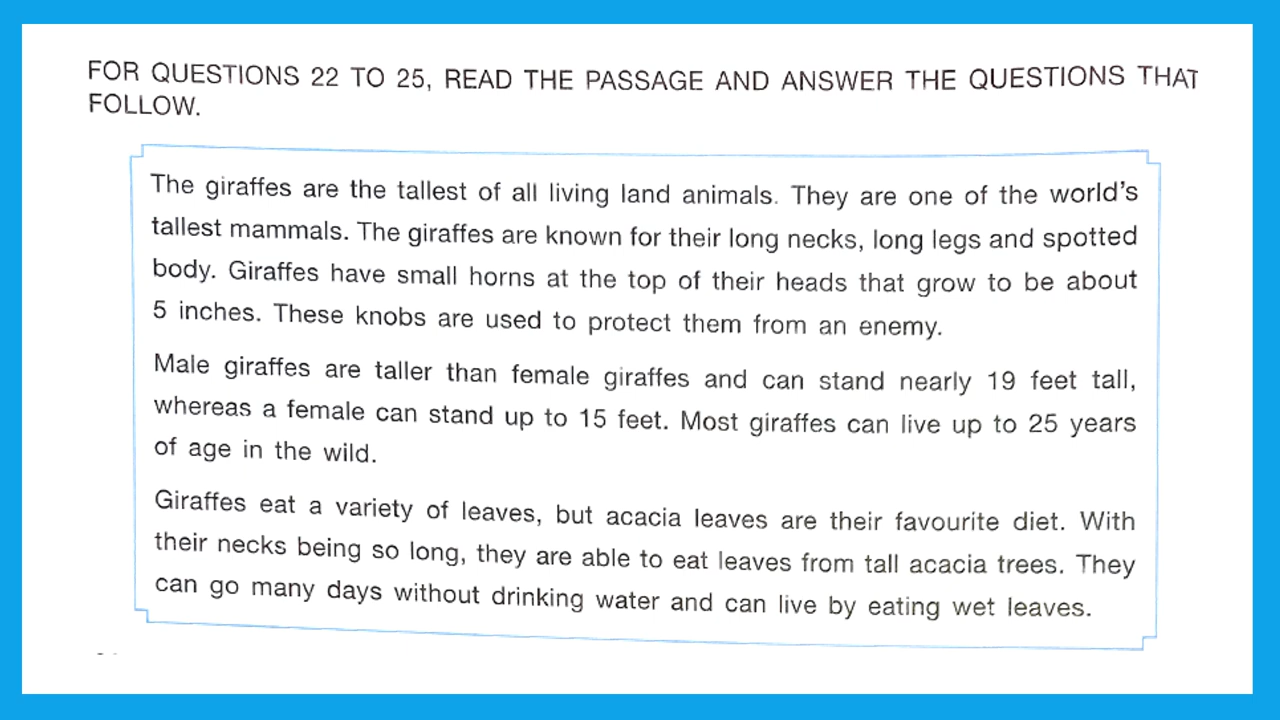 FOR QUESTIONS 22 TO 25, READ THE PASSAGE AND ANSWER THE QUESTIONS THAT
FOLLOW.
The giraffes are the tallest of all living land animals. They are one of the world's
tallest mammals. The giraffes are known for their long necks, long legs and spotted
body. Giraffes have small horns at the top of their heads that grow to be about
5 inches. These knobs are used to protect them from an enemy.
Male giraffes are taller than female giraffes and can stand nearly 19 feet tall,
whereas a female can stand up to 15 feet. Most giraffes can live up to 25 years
of age in the wild.
Giraffes eat a variety of leaves, but acacia leaves are their favourite diet. With
their necks being so long, they are able to eat leaves from tall acacia trees. They
can go many days without drinking water and can live by eating wet leaves.